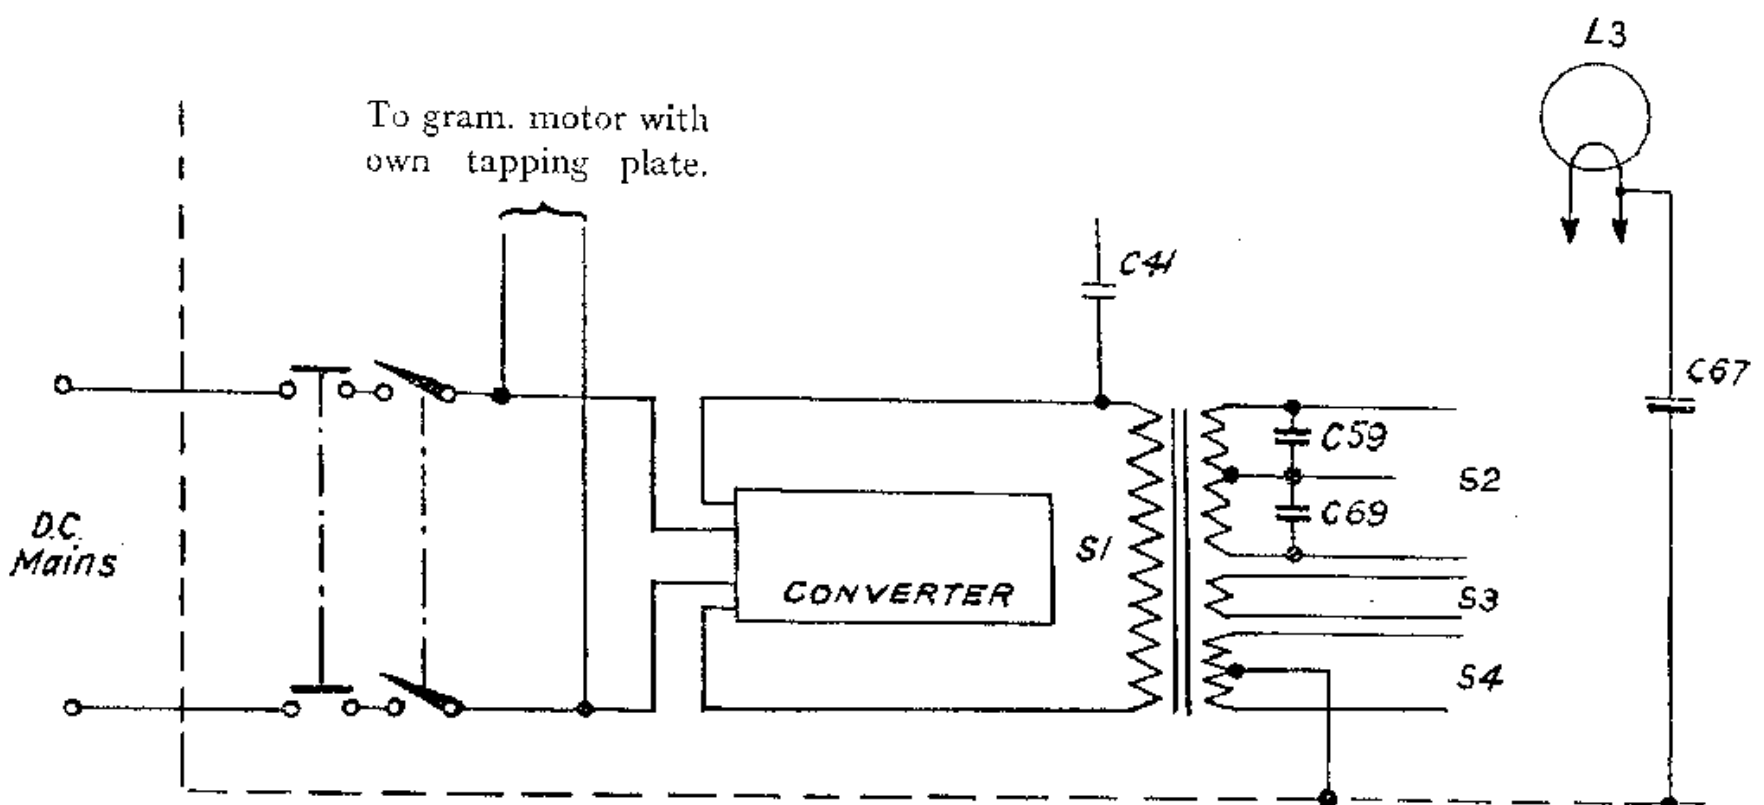 L3
To gram. motor with
own tapping plate.
C41
C67
C59
S2
D.C.
Mains
C69
S1
CONVERTER
S3
S4